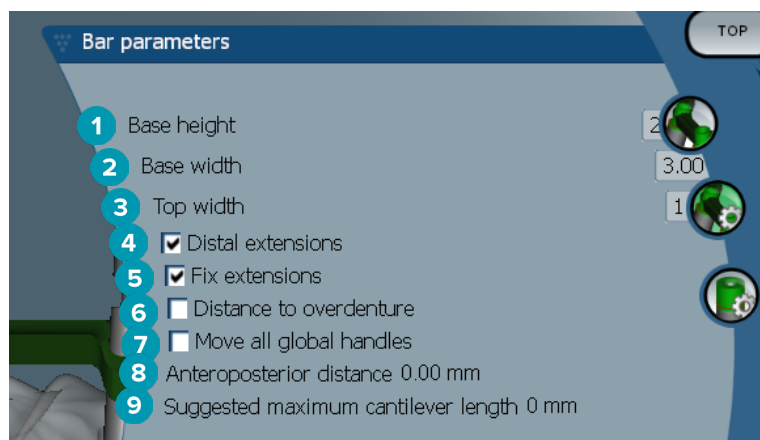 TOP
Bar parameters
1 Base height 2
2 Base width 3.00
3 Top width 1
4 Distal extensions
5 Fix extensions
6 Distance to overdenture
7 Move all global handles
8 Anteroposterior distance 0.00 mm
9 Suggested maximum cantilever length 0 mm